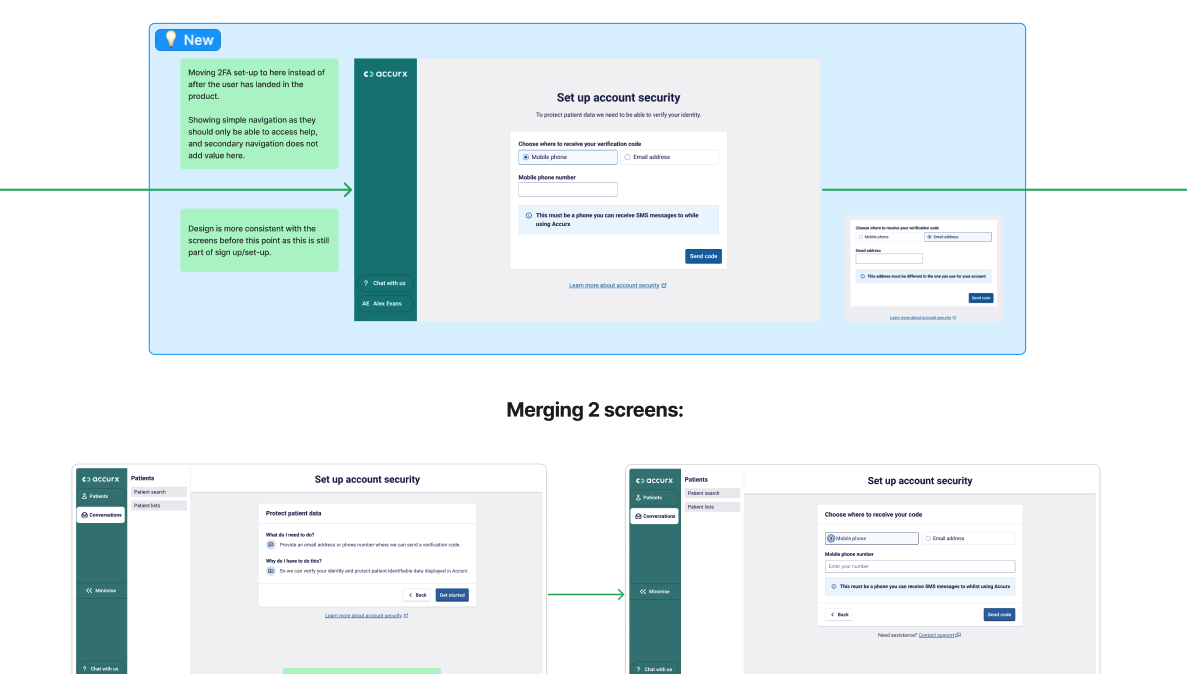 New
Moving 2FA set-up to here instead of
after the user has landed in the
product.
Showing simple navigation as they
should only be able to access help,
and secondary navigation does not
add value here.
Design is more consistent with the
screens before this point as this is still
part of sign up/set-up.
accurx
? Chat with us
AE Alex Evans
Set up account security
To protect patient data we need to be able to verify your identity.
Choose where to receive your verification code
Mobile phone
Email address
Mobile phone number
This must be a phone you can receive SMS messages to while
using Accurx
Send code
Learn more about account security
Choose where to receive your verification code
Mobile phone
Email address
Email address
This address must be different to the one you use for your account
Send code
Learn more about account security
Merging 2 screens:
accurx
Patients
Conversations
Minimise
? Chat with us
Patients
Patient search
Patient lists
Set up account security
Protect patient data
What do I need to do?
Provide an email address or phone number where we can send a verification code.
Why do I have to do this?
So we can verify your identity and protect patient identifiable data displayed in Accurx.
Back
Get started
Learn more about account security
accurx
Patients
Conversations
Minimise
? Chat with us
Patients
Patient search
Patient lists
Set up account security
Choose where to receive your code
Mobile phone
Email address
Mobile phone number
Enter your number
This must be a phone you can receive SMS messages to whilst using Accurx
Back
Send code
Need assistance? Contact support